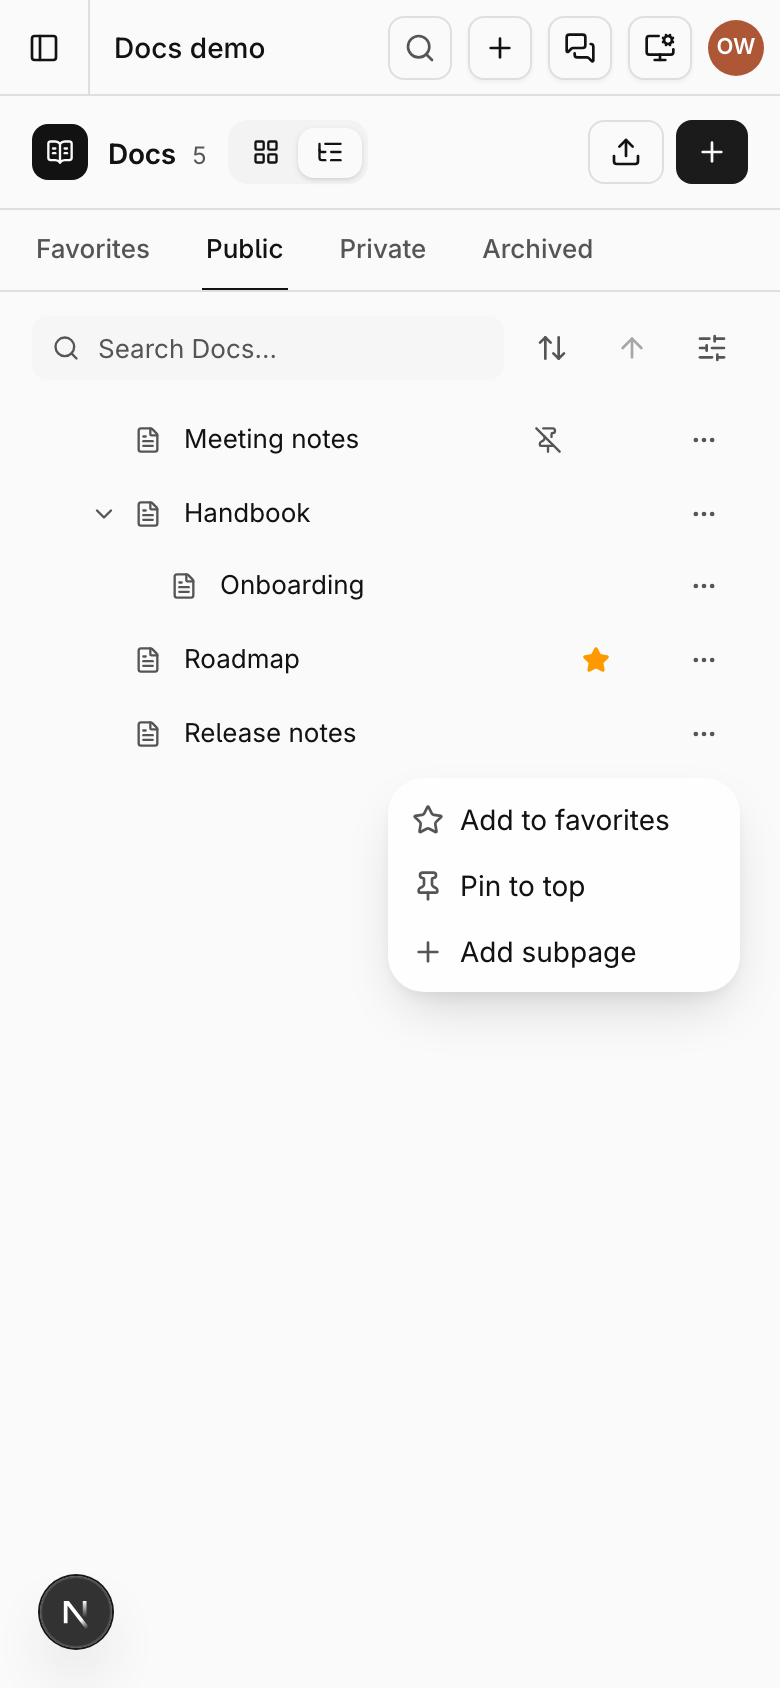 Docs demo
OW
Docs 5
Favorites Public Private Archived
Search Docs...
Meeting notes
Handbook
Onboarding
Roadmap
Release notes
Add to favorites
Pin to top
Add subpage
N